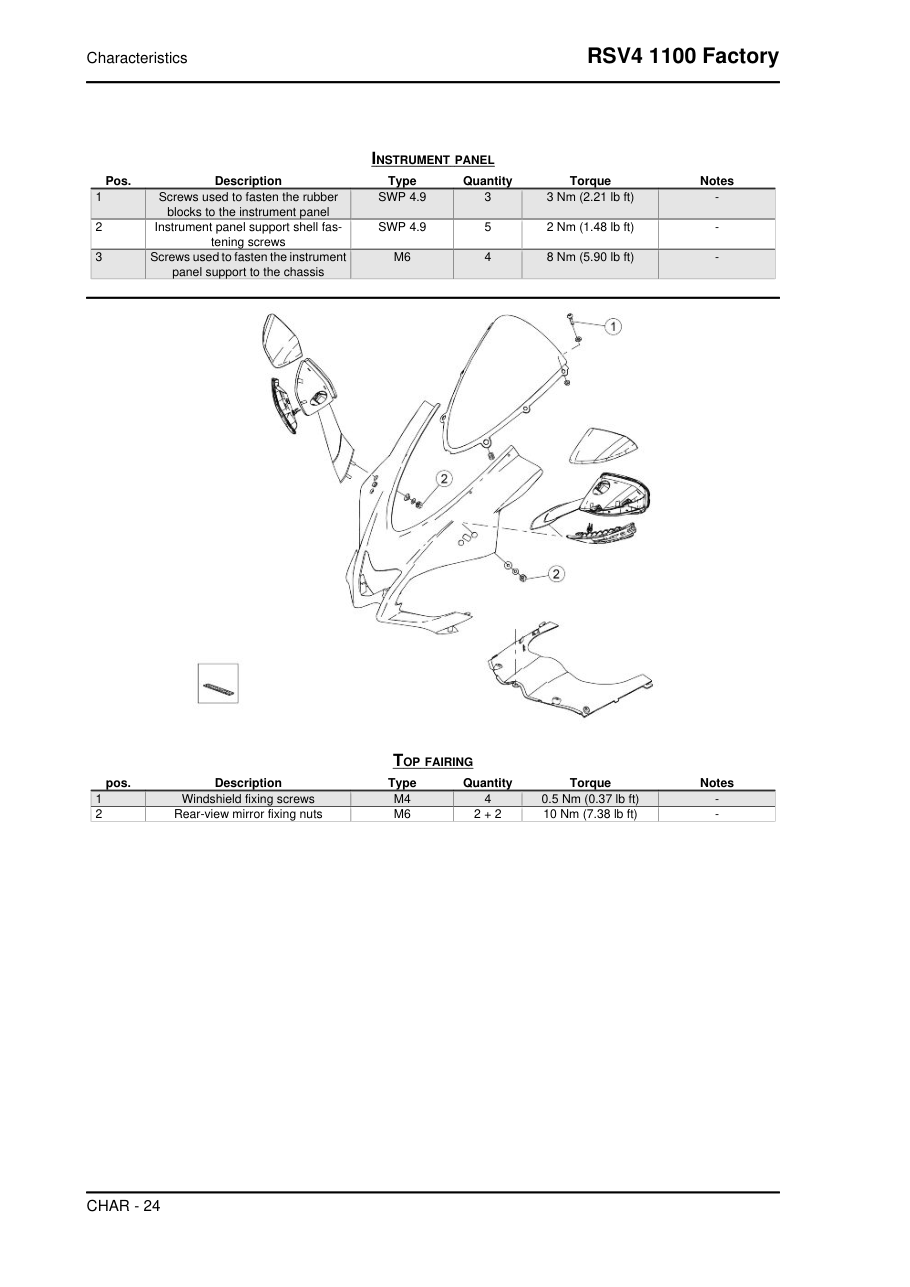 Characteristics RSV4 1100 Factory
INSTRUMENT PANEL
Pos. Description Type Quantity Torque Notes
1 Screws used to fasten the rubber SWP 4.9 3 3 Nm (2.21 lb ft) -
blocks to the instrument panel
2 Instrument panel support shell fas- SWP 4.9 5 2 Nm (1.48 lb ft) -
tening screws
3 Screws used to fasten the instrument M6 4 8 Nm (5.90 lb ft) -
panel support to the chassis
1
2
2
TOP FAIRING
pos. Description Type Quantity Torque Notes
1 Windshield fixing screws M4 4 0.5 Nm (0.37 lb ft) -
2 Rear-view mirror fixing nuts M6 2 + 2 10 Nm (7.38 lb ft) -
CHAR - 24